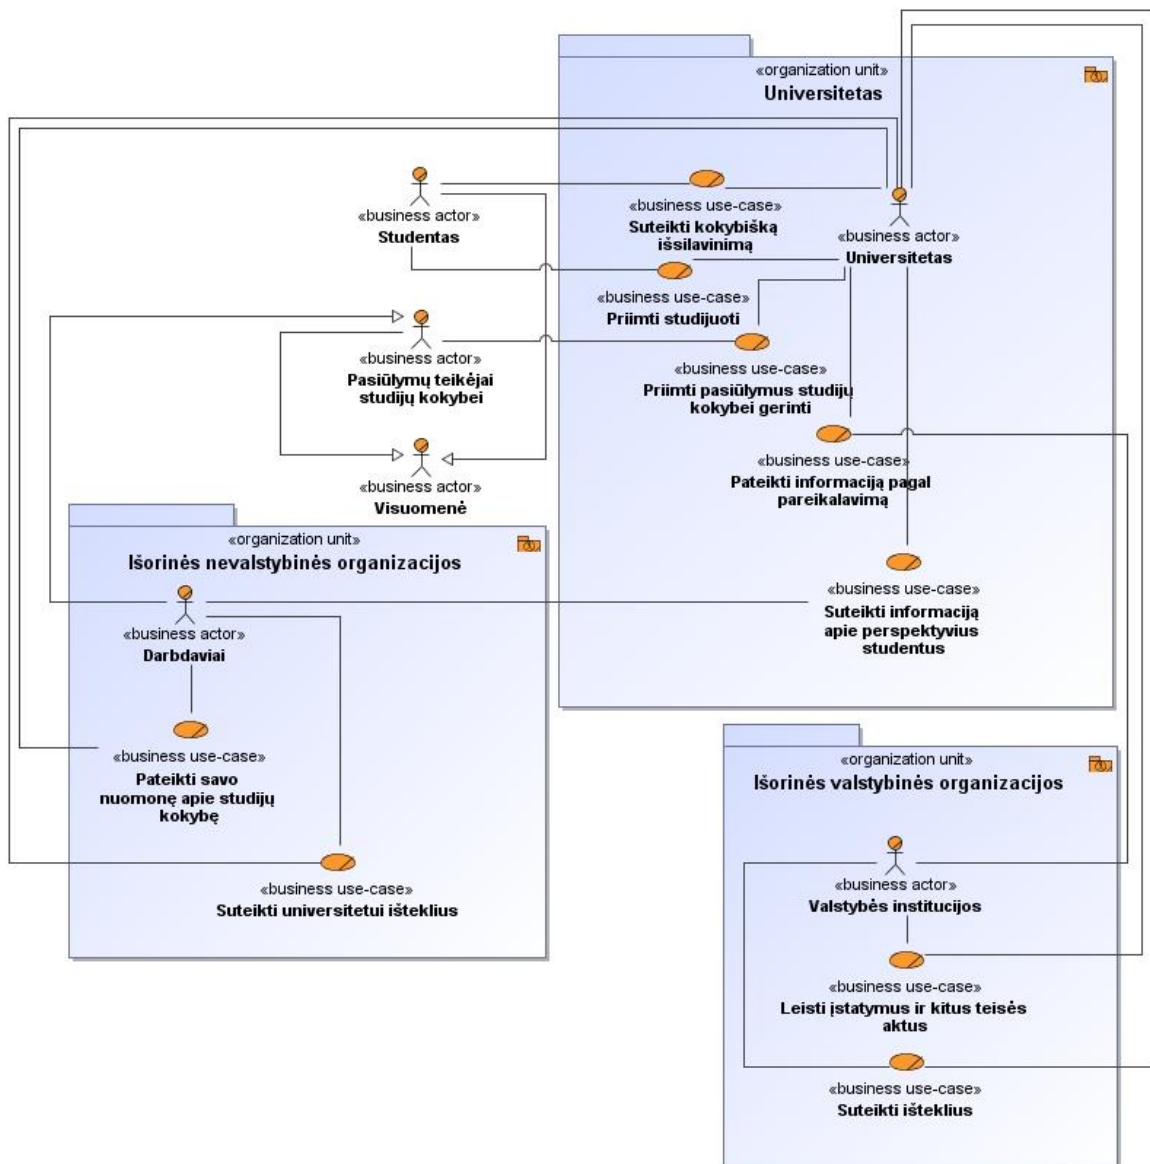 «organization unit»
Universitetas
«business actor»
Studentas
«business use-case»
Suteikti kokybišką
išsilavinimą
«business actor»
Universitetas
«business use-case»
Priimti studijuoti
«business actor»
Pasiūlymų teikėjai
studijų kokybei
«business use-case»
Priimti pasiūlymus studijų
kokybei gerinti
«business actor»
Visuomenė
«business use-case»
Pateikti informaciją pagal
pareikalavimą
«business use-case»
Suteikti informaciją
apie perspektyvius
studentus
«organization unit»
Išorinės nevalstybinės organizacijos
«business actor»
Darbdaviai
«business use-case»
Pateikti savo
nuomonę apie studijų
kokybę
«business use-case»
Suteikti universitetui išteklius
«organization unit»
Išorinės valstybinės organizacijos
«business actor»
Valstybės institucijos
«business use-case»
Leisti įstatymus ir kitus teisės
aktus
«business use-case»
Suteikti išteklius